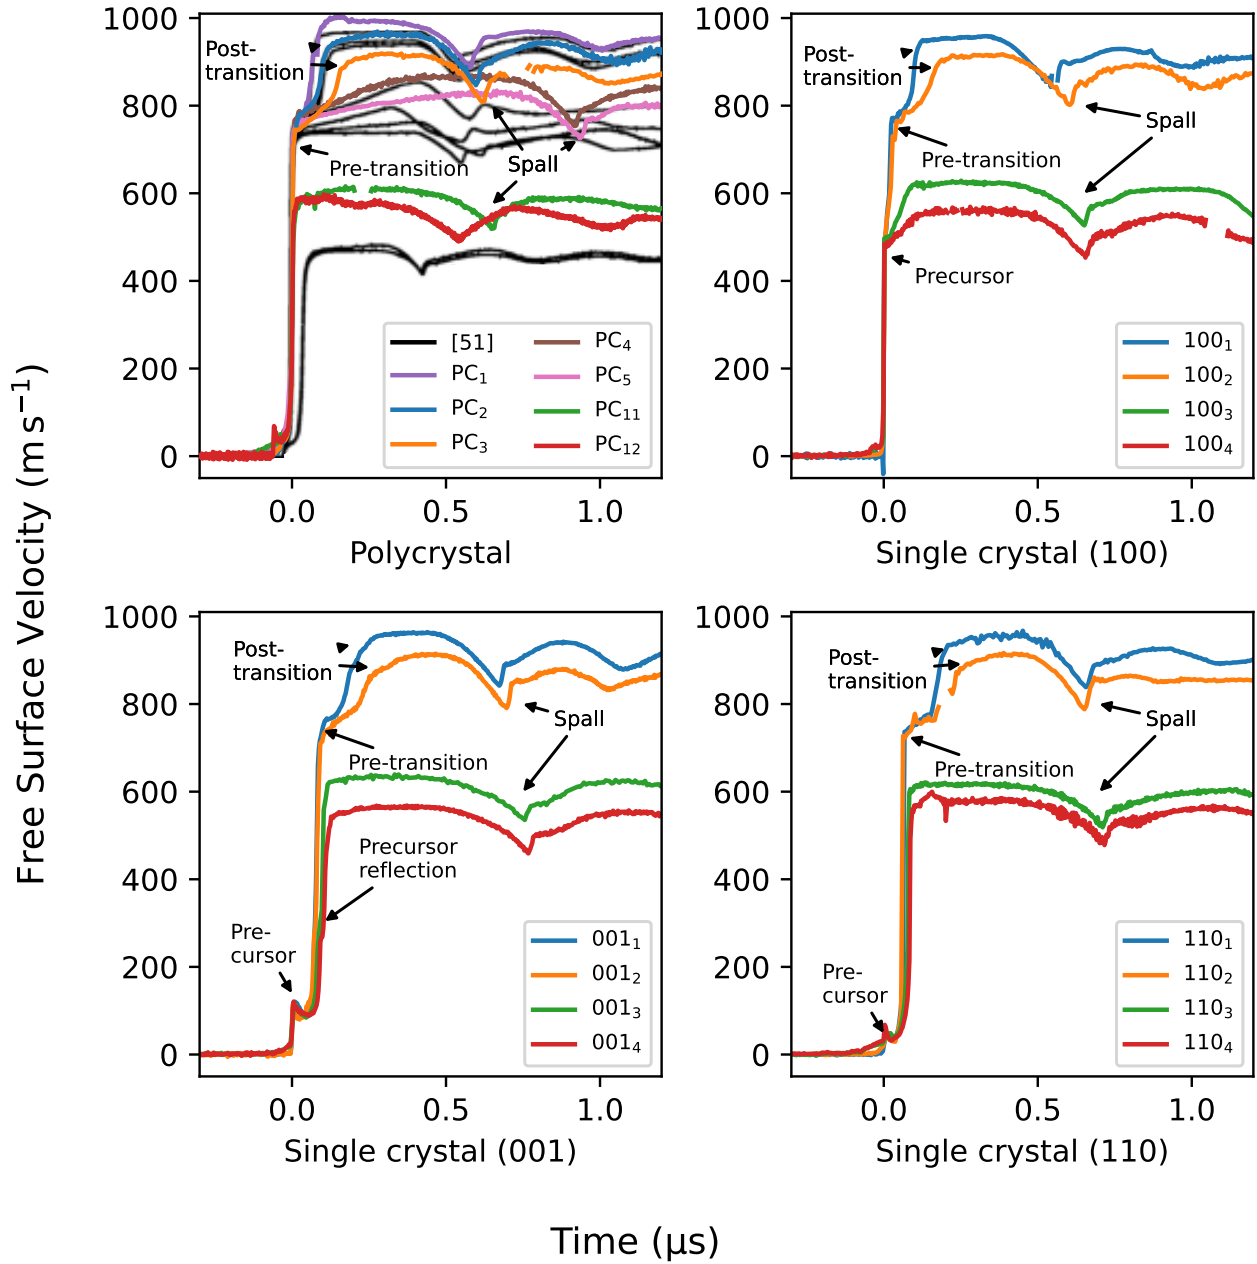 Free Surface Velocity (m s⁻¹)
1000
800
600
400
200
0
Post-
transition
Pre-transition
Spall
[51]
PC₁
PC₂
PC₃
PC₄
PC₅
PC₁₁
PC₁₂
0.0 0.5 1.0
Polycrystal
1000
800
600
400
200
0
Post-
transition
Pre-transition
Spall
Precursor
100₁
100₂
100₃
100₄
0.0 0.5 1.0
Single crystal (100)
1000
800
600
400
200
0
Post-
transition
Spall
Pre-transition
Precursor
reflection
Pre-
cursor
001₁
001₂
001₃
001₄
0.0 0.5 1.0
Single crystal (001)
1000
800
600
400
200
0
Post-
transition
Spall
Pre-transition
Pre-
cursor
110₁
110₂
110₃
110₄
0.0 0.5 1.0
Single crystal (110)
Time (μs)